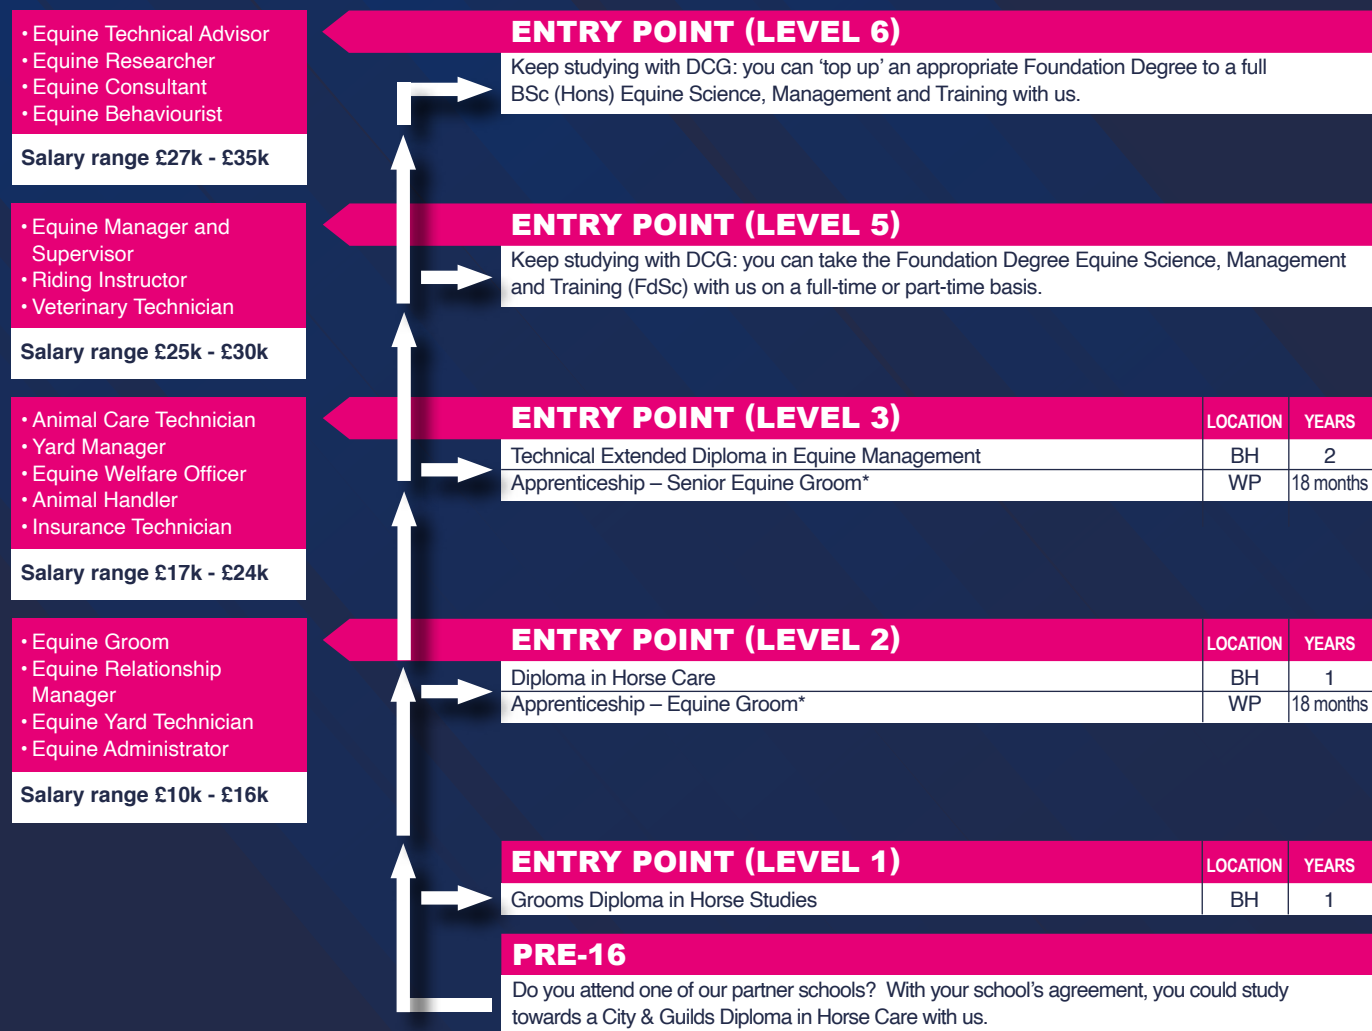 • Equine Technical Advisor
• Equine Researcher
• Equine Consultant
• Equine Behaviourist
Salary range £27k - £35k
ENTRY POINT (LEVEL 6)
Keep studying with DCG: you can ‘top up’ an appropriate Foundation Degree to a full
BSc (Hons) Equine Science, Management and Training with us.
• Equine Manager and
Supervisor
• Riding Instructor
• Veterinary Technician
Salary range £25k - £30k
ENTRY POINT (LEVEL 5)
Keep studying with DCG: you can take the Foundation Degree Equine Science, Management
and Training (FdSc) with us on a full-time or part-time basis.
• Animal Care Technician
• Yard Manager
• Equine Welfare Officer
• Animal Handler
• Insurance Technician
Salary range £17k - £24k
ENTRY POINT (LEVEL 3) LOCATION YEARS
Technical Extended Diploma in Equine Management BH 2
Apprenticeship – Senior Equine Groom* WP 18 months
• Equine Groom
• Equine Relationship
Manager
• Equine Yard Technician
• Equine Administrator
Salary range £10k - £16k
ENTRY POINT (LEVEL 2) LOCATION YEARS
Diploma in Horse Care BH 1
Apprenticeship – Equine Groom* WP 18 months
ENTRY POINT (LEVEL 1) LOCATION YEARS
Grooms Diploma in Horse Studies BH 1
PRE-16
Do you attend one of our partner schools?  With your school’s agreement, you could study
towards a City & Guilds Diploma in Horse Care with us.